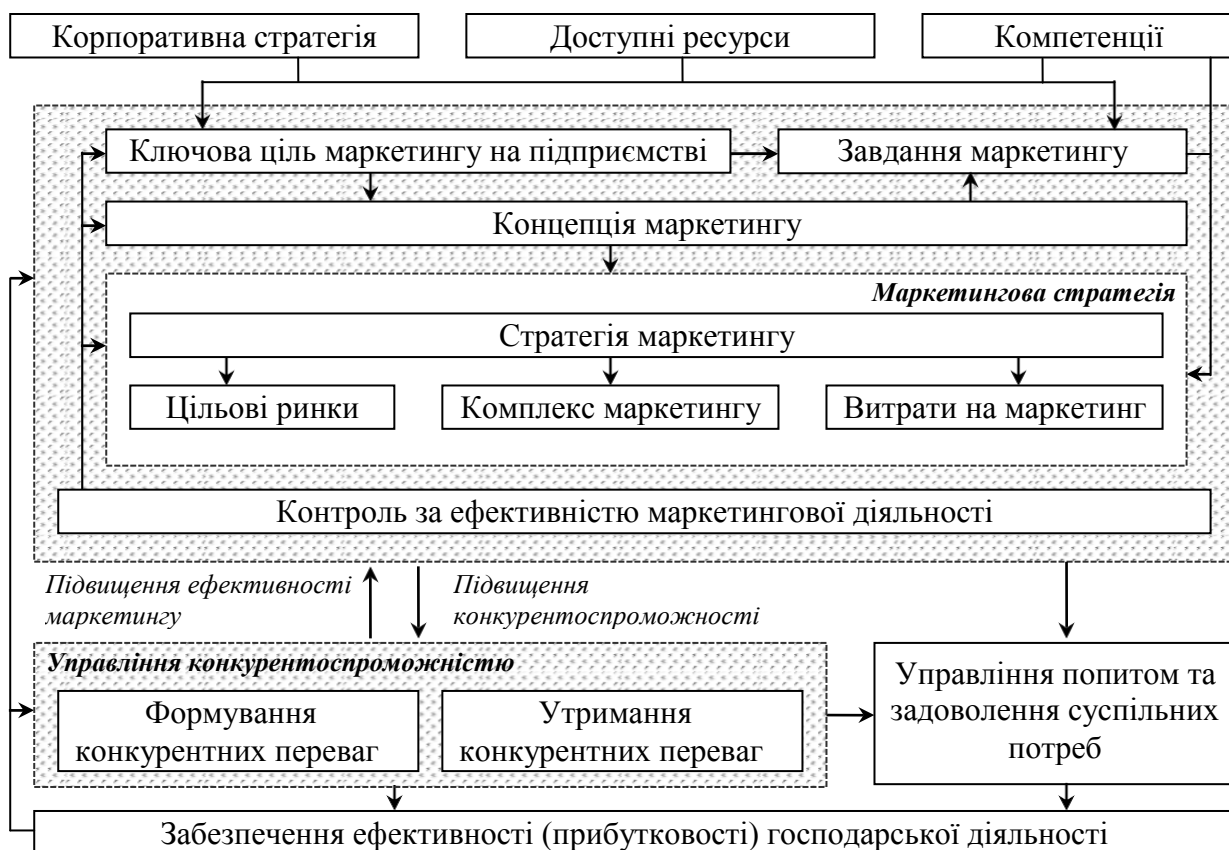 Корпоративна стратегія
Доступні ресурси
Компетенції
Ключова ціль маркетингу на підприємстві
Завдання маркетингу
Концепція маркетингу
Маркетингова стратегія
Стратегія маркетингу
Цільові ринки
Комплекс маркетингу
Витрати на маркетинг
Контроль за ефективністю маркетингової діяльності
Підвищення ефективності
маркетингу
Підвищення
конкурентоспроможності
Управління конкурентоспроможністю
Формування
конкурентних переваг
Утримання
конкурентних переваг
Управління попитом та
задоволення суспільних
потреб
Забезпечення ефективності (прибутковості) господарської діяльності